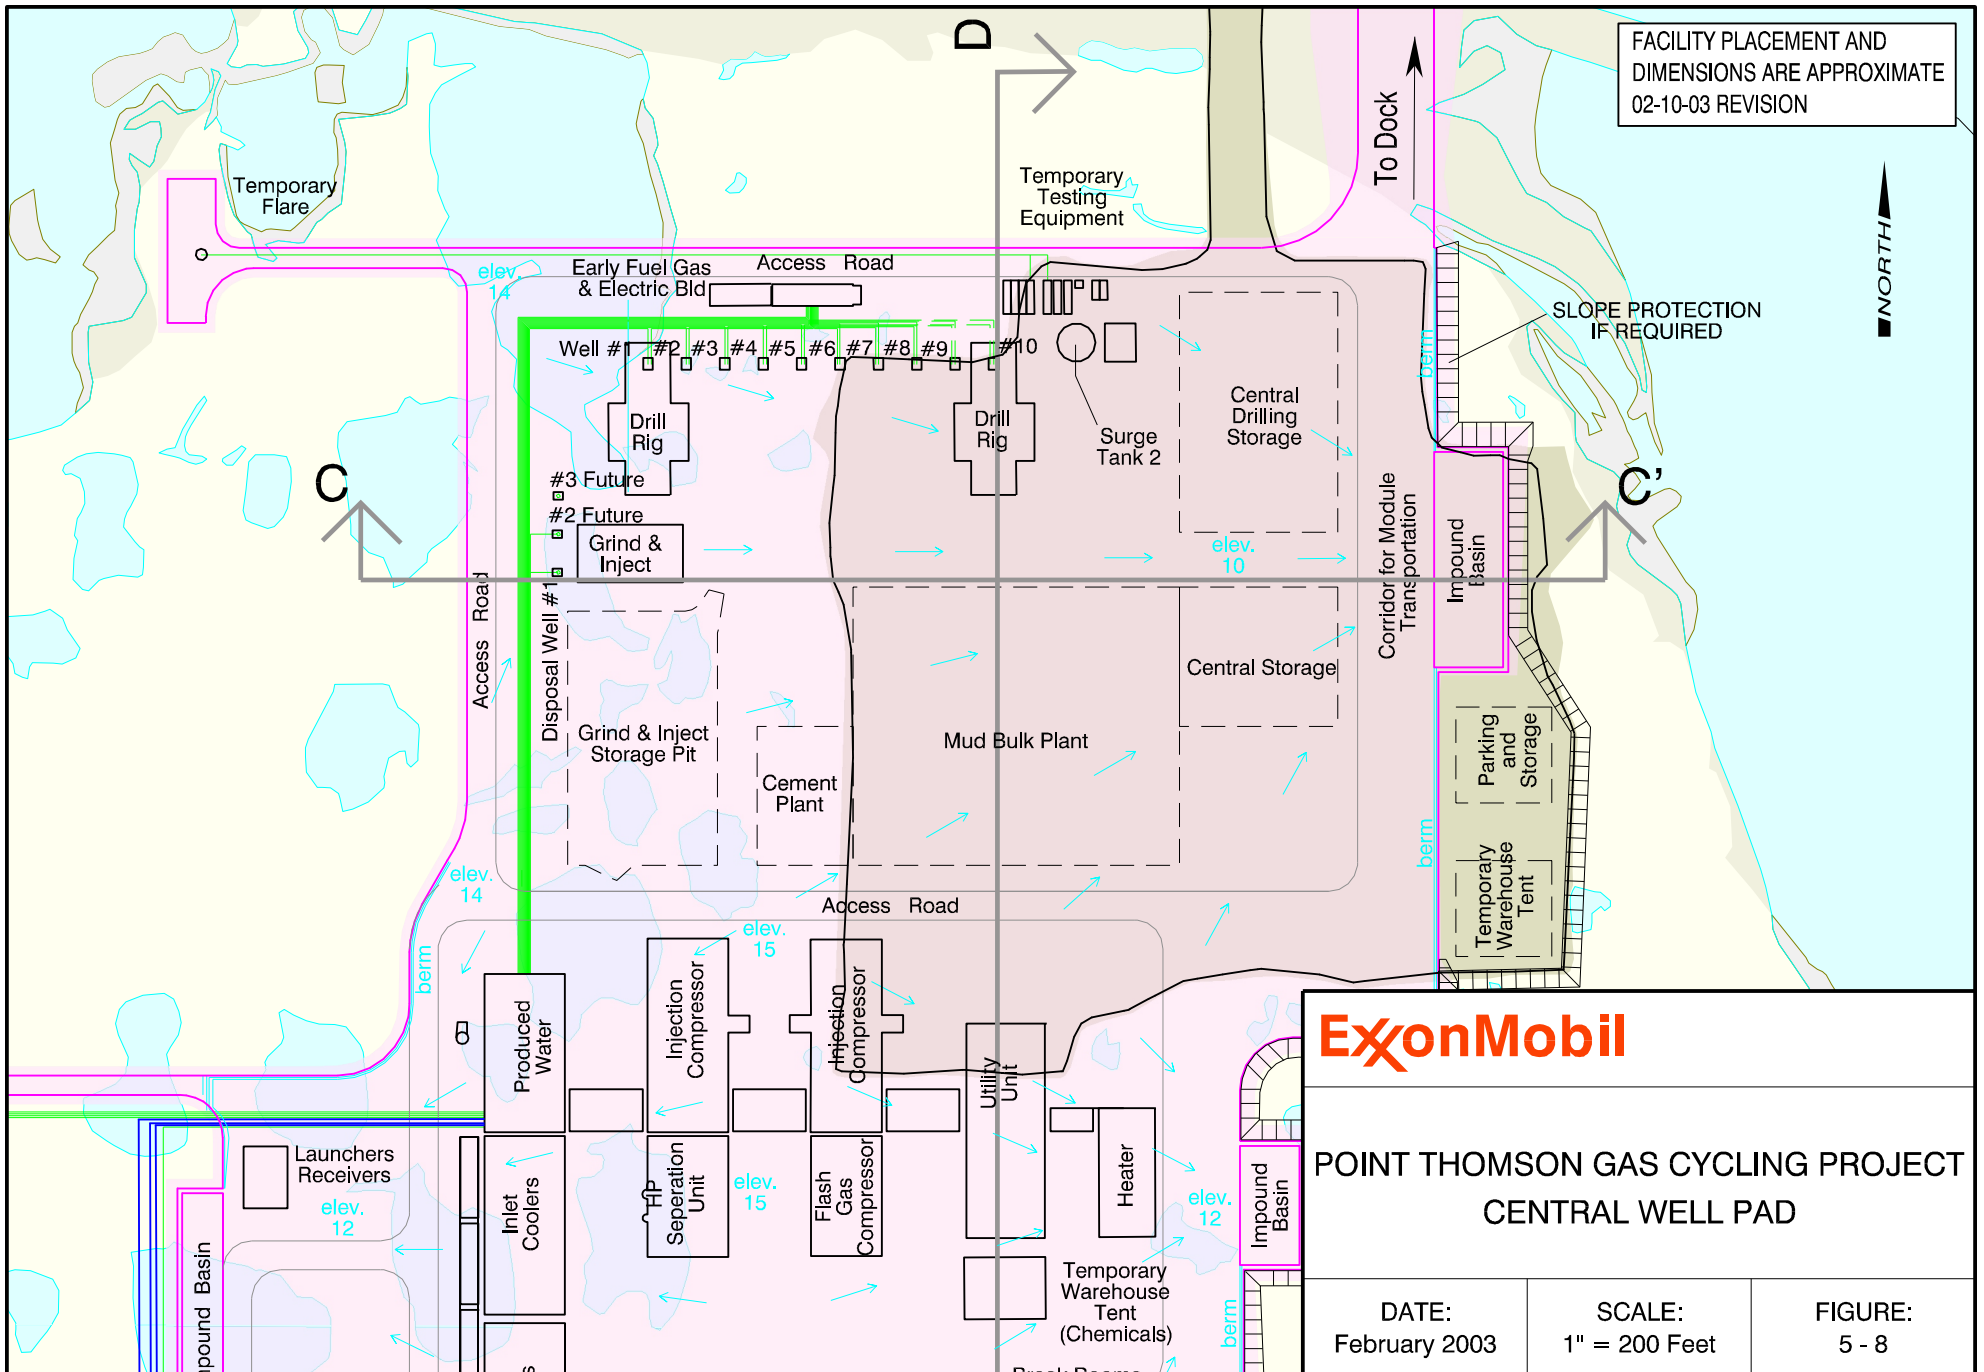 D
FACILITY PLACEMENT AND
DIMENSIONS ARE APPROXIMATE
02-10-03 REVISION
To Dock
NORTH
Temporary
Flare
Temporary
Testing
Equipment
elev.
14
Early Fuel Gas
& Electric Bld
Access Road
SLOPE PROTECTION
IF REQUIRED
Well #1 #2 #3 #4 #5 #6 #7 #8 #9 #10
berm
Drill
Rig
Drill
Rig
Surge
Tank 2
Central
Drilling
Storage
C
C'
#3 Future
#2 Future
Grind &
Inject
Disposal Well #1
Access Road
elev.
10
Corridor for Module
Transportation
Impound
Basin
Central Storage
Grind & Inject
Storage Pit
Cement
Plant
Mud Bulk Plant
Parking
and
Storage
berm
Temporary
Warehouse
Tent
elev.
14
Access Road
elev.
15
berm
Produced
Water
Injection
Compressor
Injection
Compressor
Utility
Unit
Launchers
Receivers
elev.
12
Inlet
Coolers
HP
Seperation
Unit
elev.
15
Flash
Gas
Compressor
Heater
elev.
12
Impound
Basin
pound Basin
Temporary
Warehouse
Tent
(Chemicals)
berm
Break Rooms
s
ExxonMobil
POINT THOMSON GAS CYCLING PROJECT
CENTRAL WELL PAD
DATE:
February 2003
SCALE:
1" = 200 Feet
FIGURE:
5 - 8